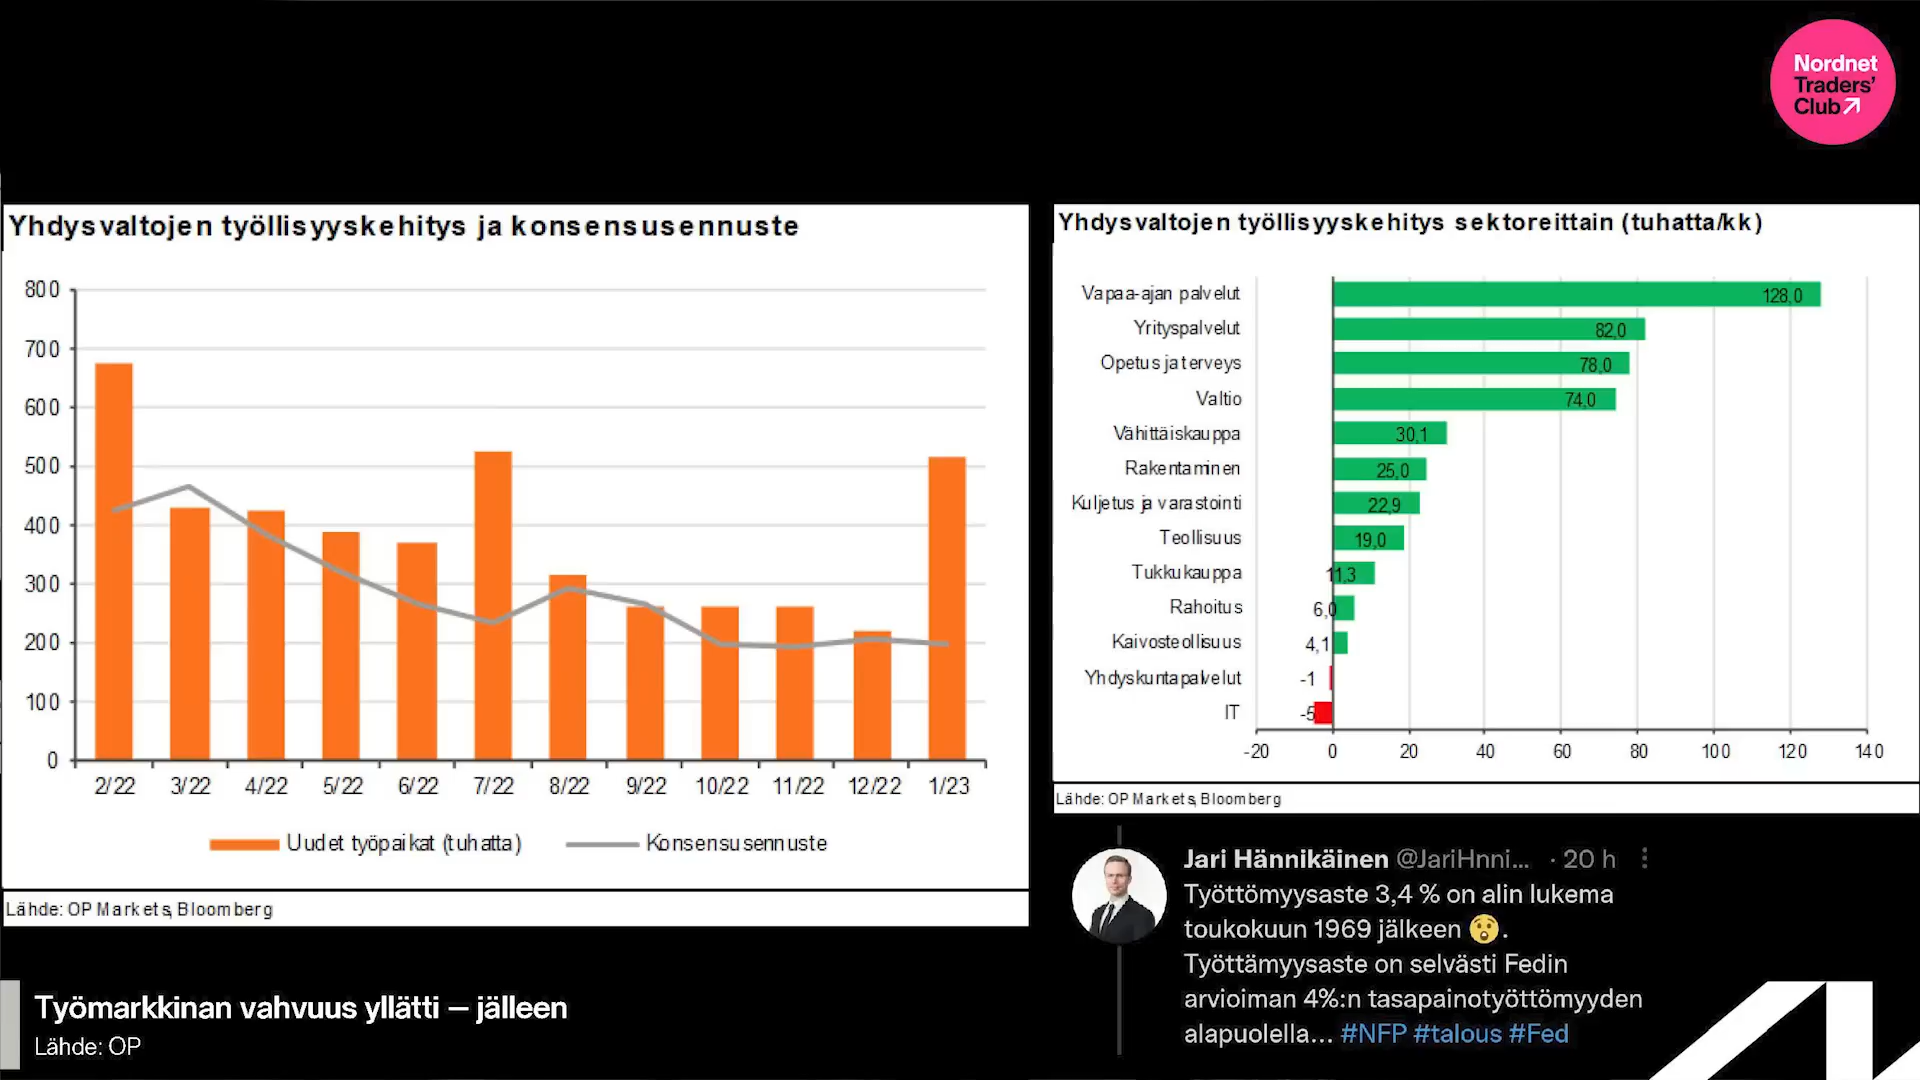 Nordnet
Traders'
Club
Yhdysvaltojen työllisyyskehitys ja konsensusennuste
800
700
600
500
400
300
200
100
0
2/22 3/22 4/22 5/22 6/22 7/22 8/22 9/22 10/22 11/22 12/22 1/23
Uudet työpaikat (tuhatta) Konsensusennuste
Lähde: OP Markets, Bloomberg
Yhdysvaltojen työllisyyskehitys sektoreittain (tuhatta/kk)
Vapaa-ajan palvelut 128,0
Yrityspalvelut 82,0
Opetus ja terveys 78,0
Valtio 74,0
Vähittäiskauppa 30,1
Rakentaminen 25,0
Kuljetus ja varastointi 22,9
Teollisuus 19,0
Tukkukauppa 11,3
Rahoitus 6,0
Kaivosteollisuus 4,1
Yhdyskuntapalvelut -1
IT -5
-20 0 20 40 60 80 100 120 140
Lähde: OP Markets, Bloomberg
Jari Hännikäinen @JariHnni... · 20 h
Työttömyysaste 3,4 % on alin lukema
toukokuun 1969 jälkeen 😲.
Työttämyysaste on selvästi Fedin
arvioiman 4%:n tasapainotyöttömyyden
alapuolella... #NFP #talous #Fed
Työmarkkinan vahvuus yllätti – jälleen
Lähde: OP